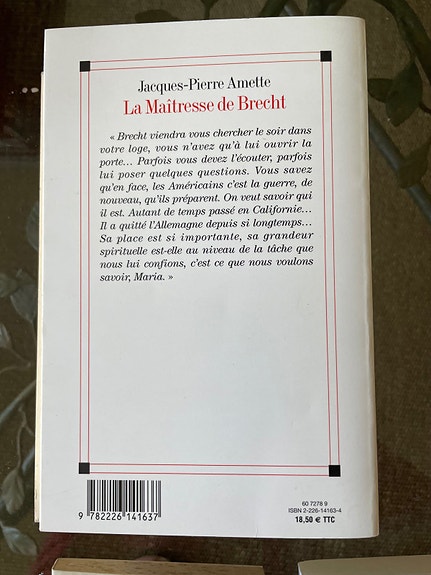 Jacques-Pierre Amette
La Maîtresse de Brecht
« Brecht viendra vous chercher le soir dans
votre loge, vous n'avez qu'à lui ouvrir la
porte... Parfois vous devez l'écouter, parfois
lui poser quelques questions. Vous savez
qu'en face, les Américains c'est la guerre, de
nouveau, qu'ils préparent. On veut savoir qui
il est. Autant de temps passé en Californie...
Il a quitté l'Allemagne depuis si longtemps...
Sa place est si importante, sa grandeur
spirituelle est-elle au niveau de la tâche que
nous lui confions, c'est ce que nous voulons
savoir, Maria. »
60 7278 9
ISBN 2-226-14163-4
18,50 € TTC
9 782226 141637